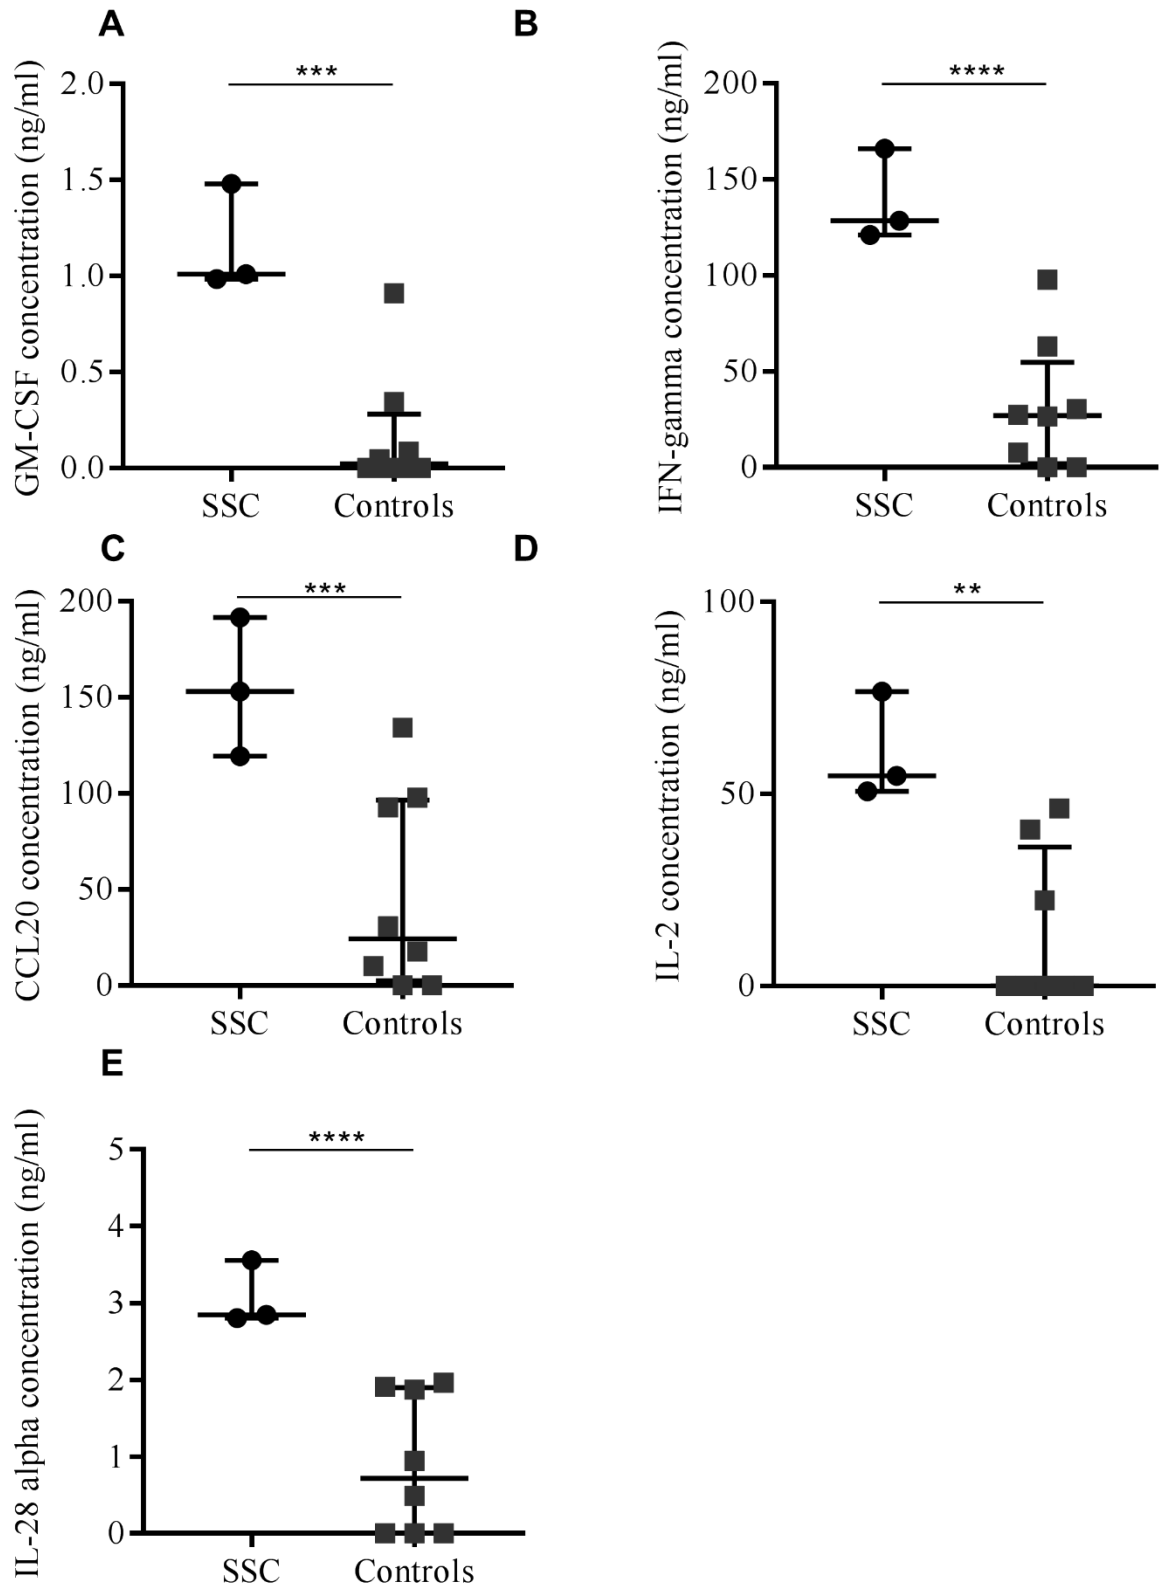 A
GM-CSF concentration (ng/ml)
2.0
1.5
1.0
0.5
0.0
***
SSC
Controls
B
IFN-gamma concentration (ng/ml)
200
150
100
50
0
****
SSC
Controls
C
CCL20 concentration (ng/ml)
200
150
100
50
0
***
SSC
Controls
D
IL-2 concentration (ng/ml)
100
50
0
**
SSC
Controls
E
IL-28 alpha concentration (ng/ml)
5
4
3
2
1
0
****
SSC
Controls